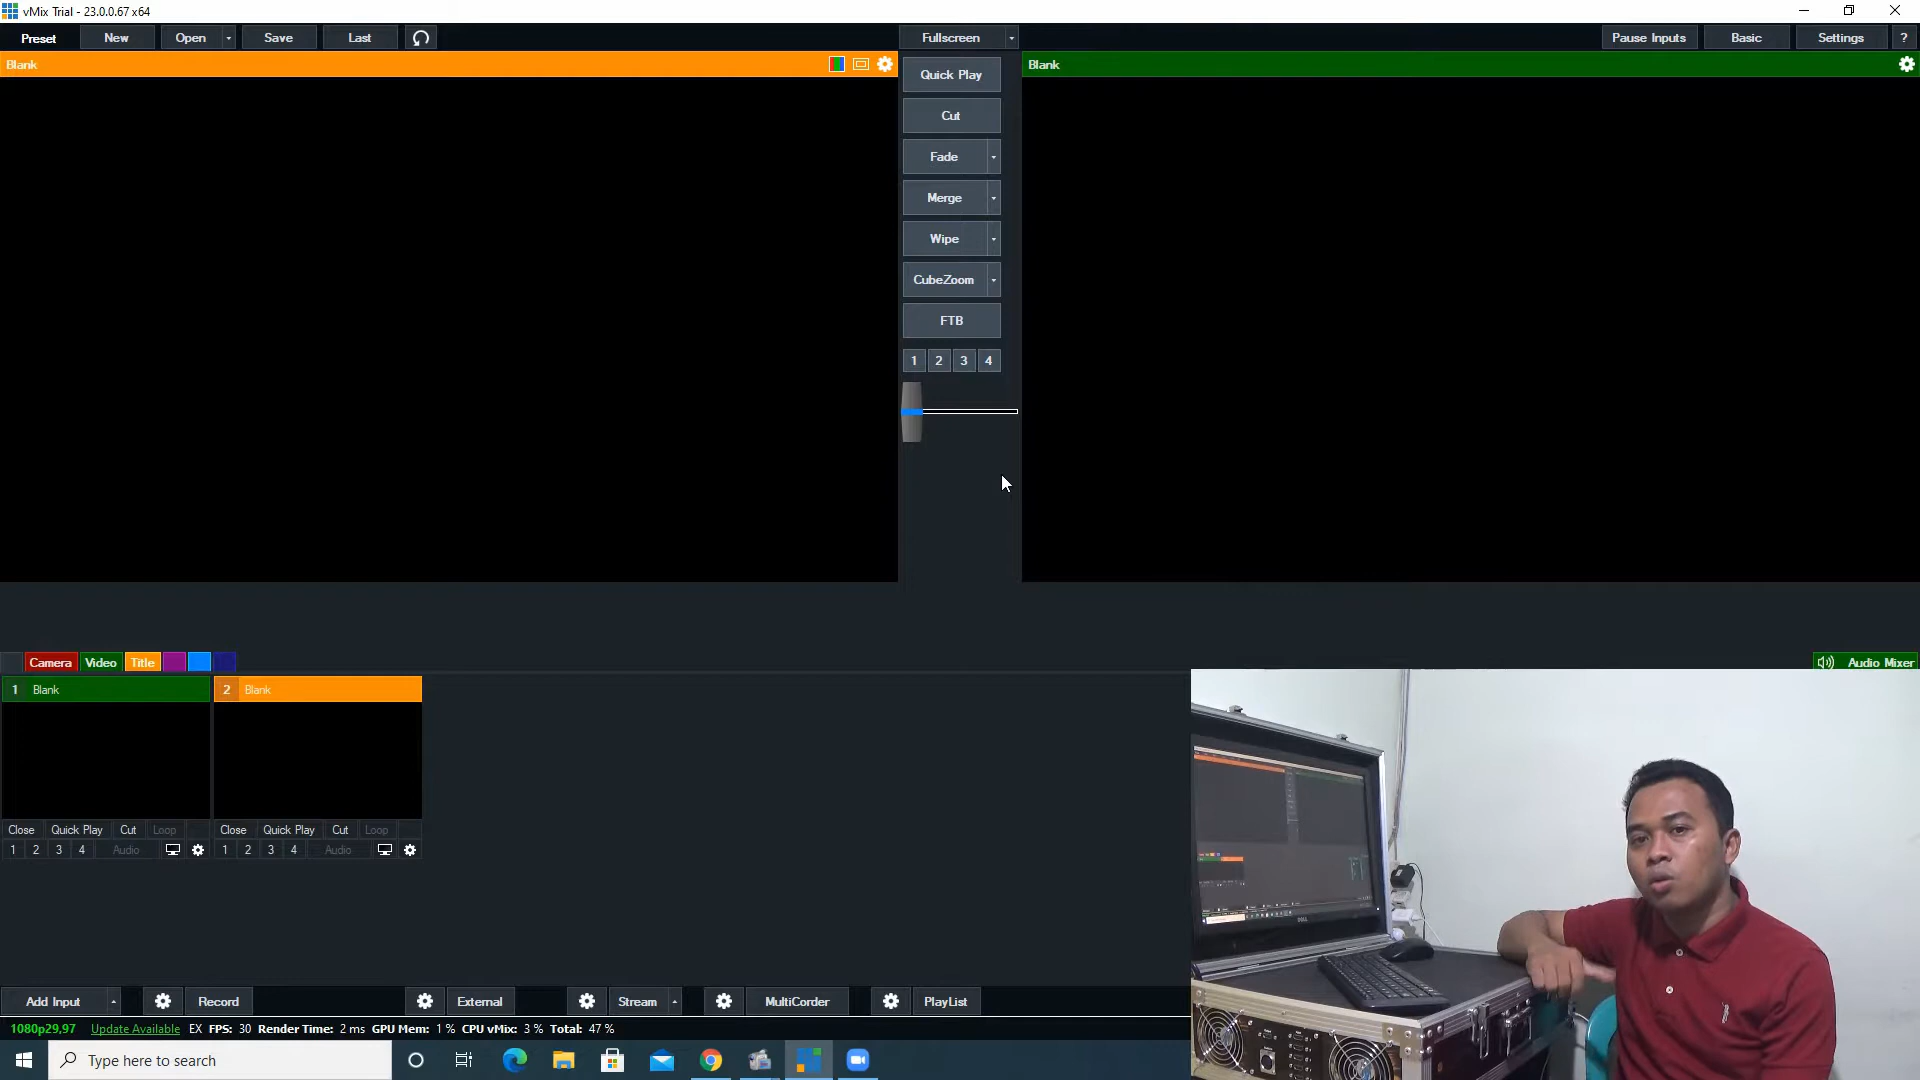 vMix Trial - 23.0.0.67 x64
Preset New Open Save Last Fullscreen Pause Inputs Basic Settings ?
Blank Blank
Quick Play
Cut
Fade
Merge
Wipe
CubeZoom
FTB
1 2 3 4
Camera Video Title Audio Mixer
1 Blank 2 Blank
Close Quick Play Cut Loop Close Quick Play Cut Loop
1 2 3 4 Audio 1 2 3 4 Audio
Add Input Record External Stream MultiCorder PlayList
1080p29,97 Update Available EX FPS: 30 Render Time: 2 ms GPU Mem: 1 % CPU vMix: 3 % Total: 47 %
Type here to search
DELL